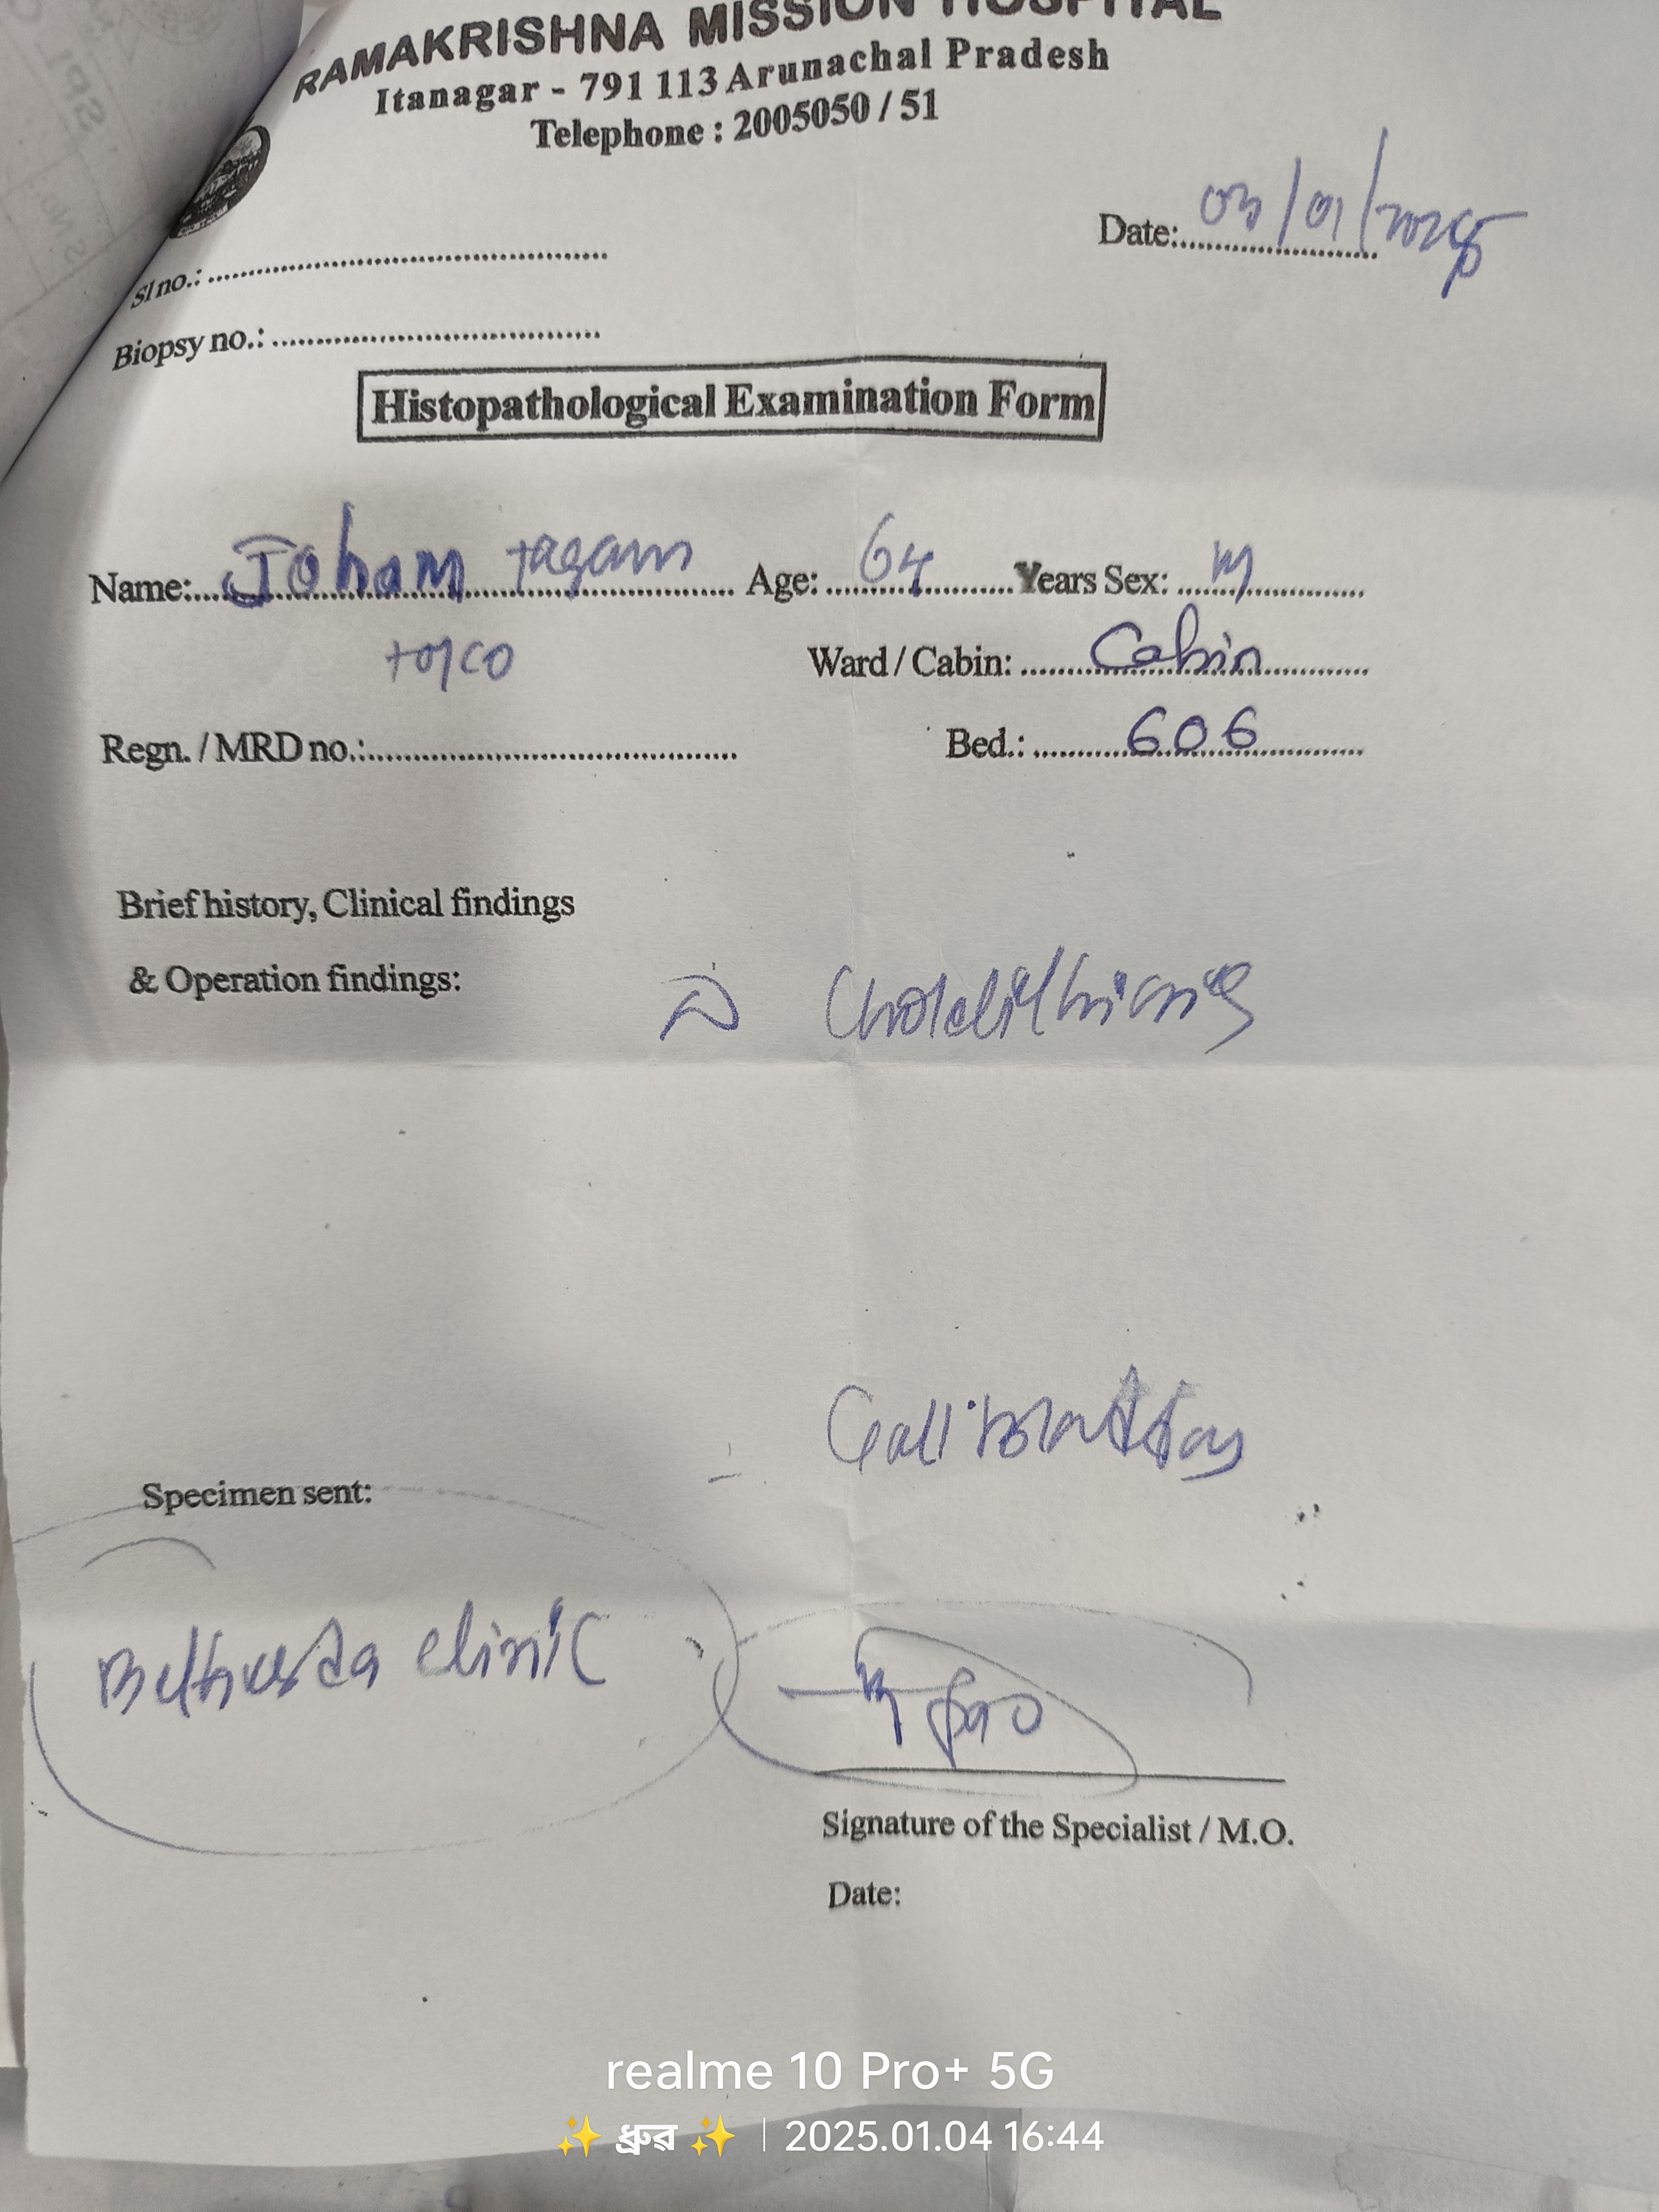 RAMAKRISHNA MISSION HOSPITAL
Itanagar - 791 113 Arunachal Pradesh
Telephone : 2005050 / 51
Date: 03/01/2025
Sl no.:
Biopsy no.:
Histopathological Examination Form
Name: Joham Tagam Age: 64 Years Sex: M
Ward / Cabin: Cabin
Regn. / MRD no.: Bed.: 606
Brief history, Clinical findings
& Operation findings: Cholelithiasis
Gall bladder
Specimen sent:
Bethesda clinic
Signature of the Specialist / M.O.
Date:
realme 10 Pro+ 5G
✨ ধ্রুৱ ✨ | 2025.01.04 16:44